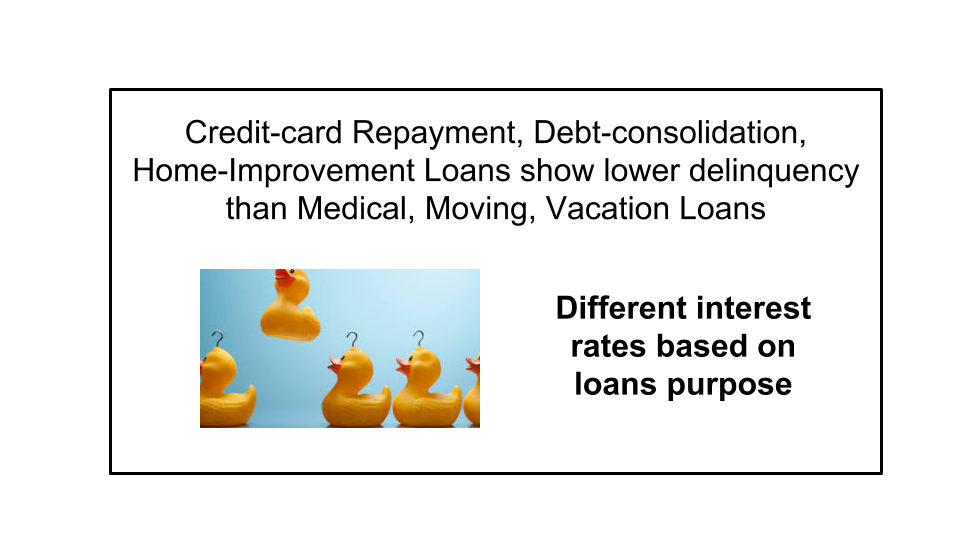 Credit-card Repayment, Debt-consolidation,
Home-Improvement Loans show lower delinquency
than Medical, Moving, Vacation Loans
Different interest
rates based on
loans purpose